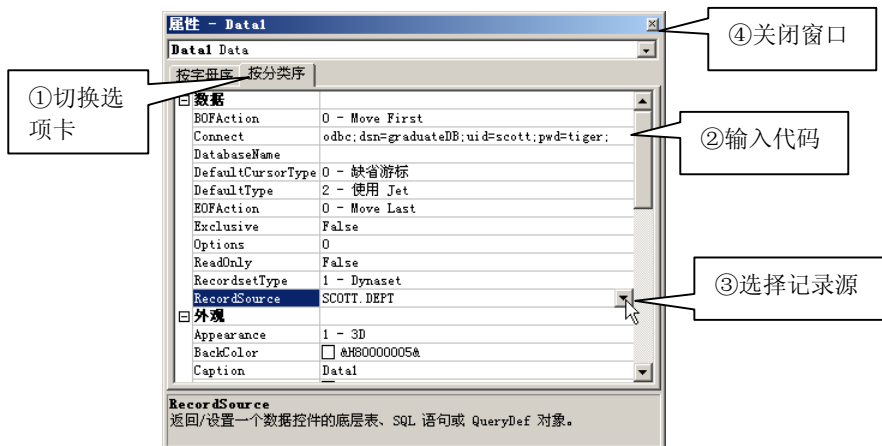 属性 - Data1
Data1 Data
按字母序 按分类序
数据
BOFAction 0 - Move First
Connect odbc;dsn=graduateDB;uid=scott;pwd=tiger;
DatabaseName
DefaultCursorType 0 - 缺省游标
DefaultType 2 - 使用 Jet
EOFAction 0 - Move Last
Exclusive False
Options 0
ReadOnly False
RecordsetType 1 - Dynaset
RecordSource SCOTT.DEPT
外观
Appearance 1 - 3D
BackColor &H80000005&
Caption Data1
RecordSource
返回/设置一个数据控件的底层表、SQL 语句或 QueryDef 对象。
①切换选
项卡
②输入代码
③选择记录源
④关闭窗口